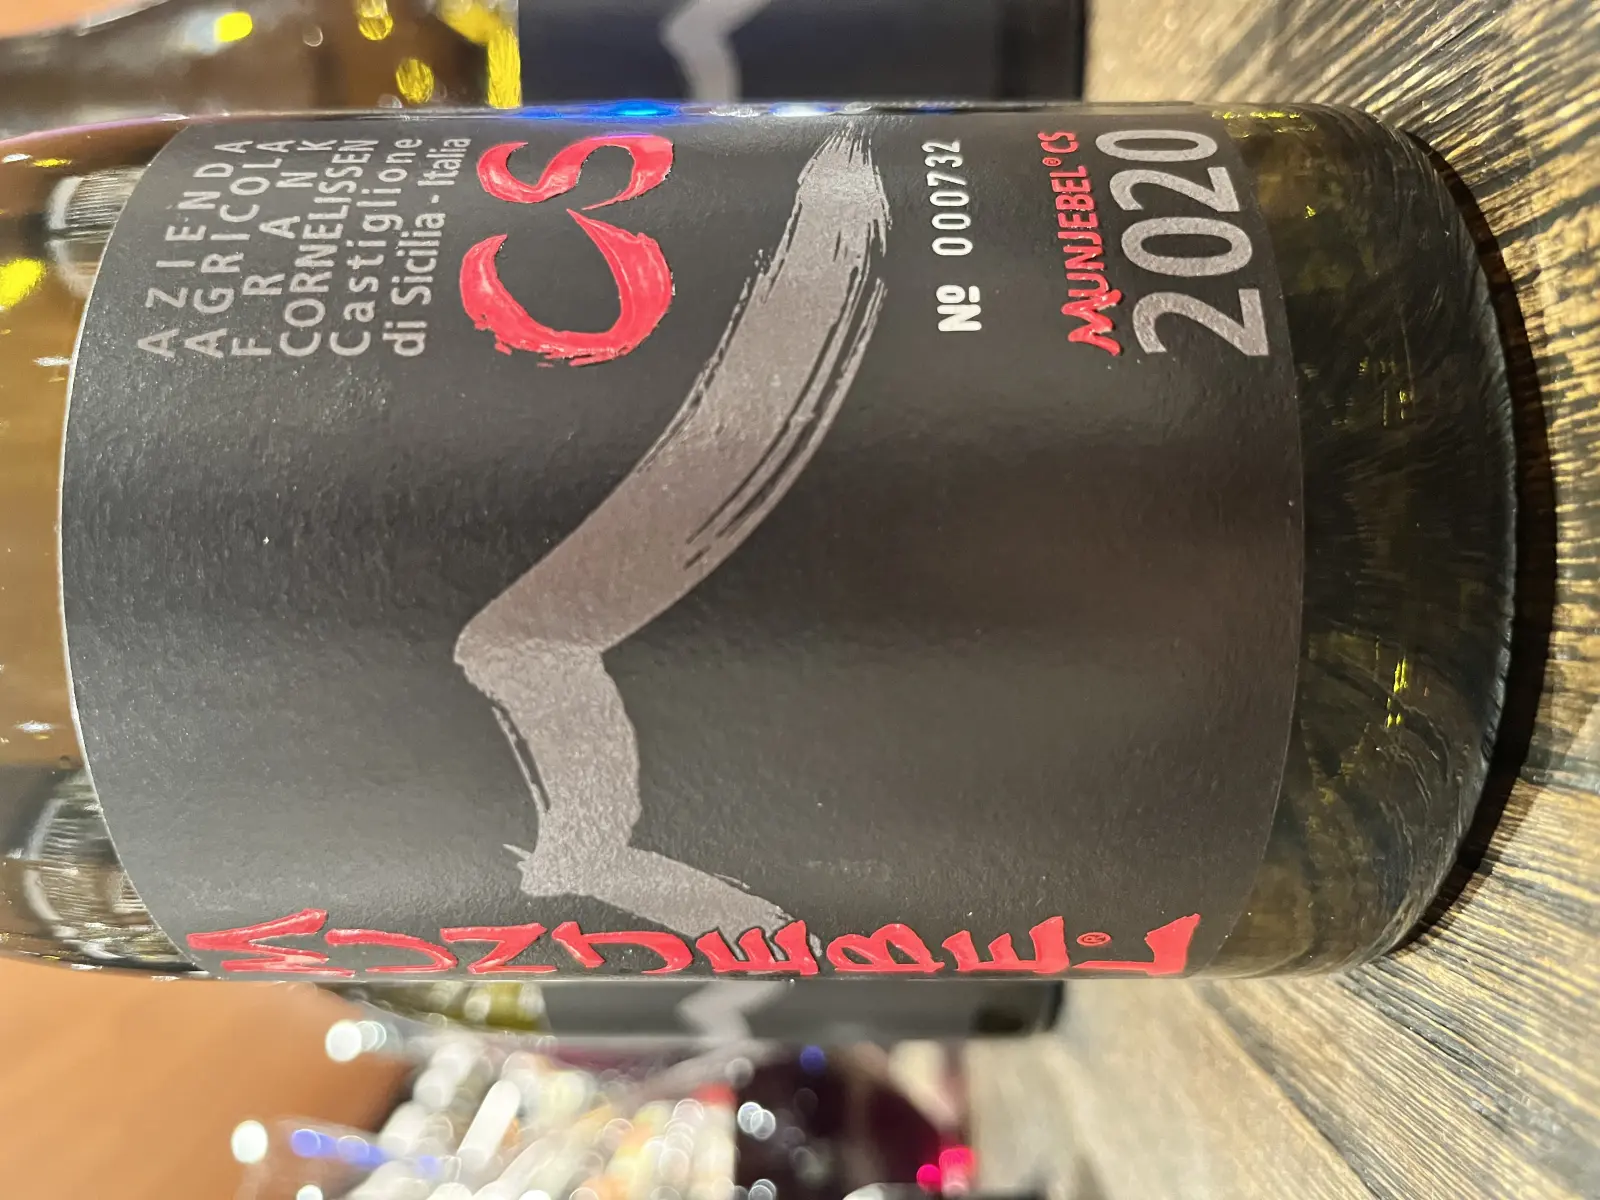 AZIENDA
AGRICOLA
FRANK
CORNELISSEN
Castiglione
di Sicilia - Italia
CS
MUNJEBEL®
Nº 000732
MUNJEBEL® CS
2020